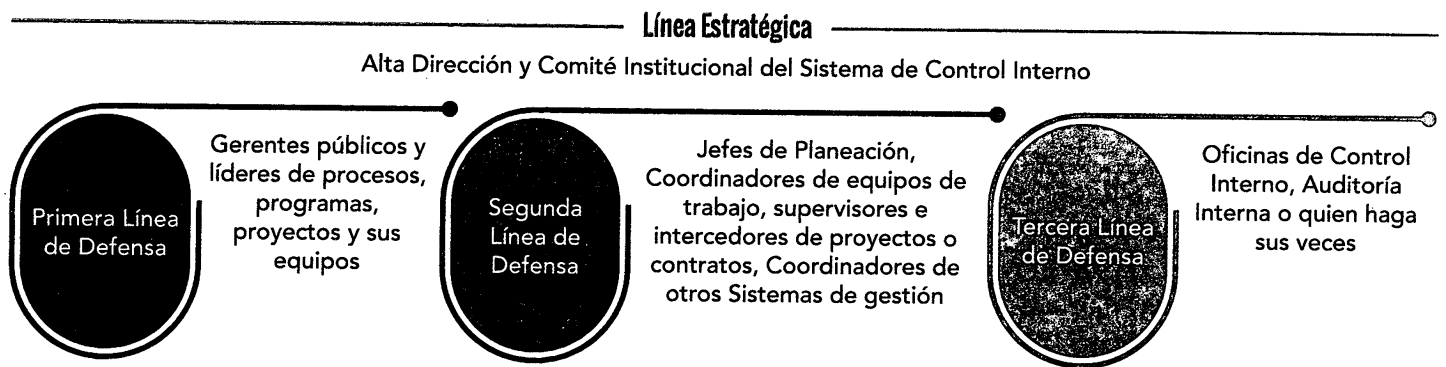 Línea Estratégica
Alta Dirección y Comité Institucional del Sistema de Control Interno
Primera Línea
de Defensa
Gerentes públicos y
líderes de procesos,
programas,
proyectos y sus
equipos
Segunda
Línea de
Defensa
Jefes de Planeación,
Coordinadores de equipos de
trabajo, supervisores e
intercedores de proyectos o
contratos, Coordinadores de
otros Sistemas de gestión
Tercera Línea
de Defensa
Oficinas de Control
Interno, Auditoría
Interna o quien haga
sus veces